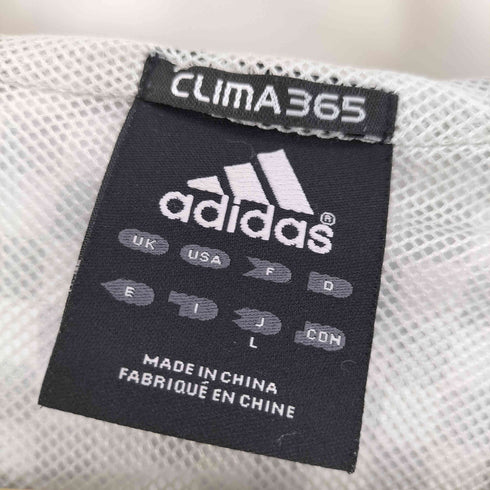 CLIMA365
adidas®
UK USA F D
E I J CDN
L
MADE IN CHINA
FABRIQUÉ EN CHINE